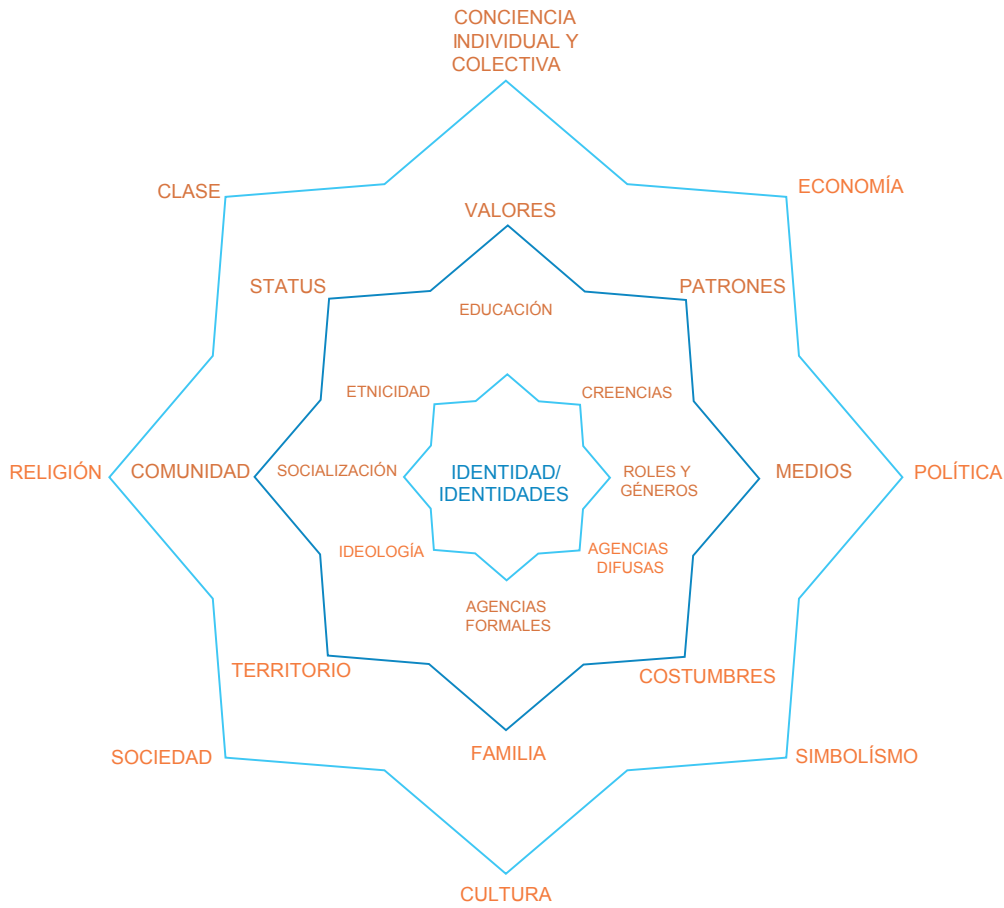 CONCIENCIA
INDIVIDUAL Y
COLECTIVA
CLASE
ECONOMÍA
VALORES
STATUS
PATRONES
EDUCACIÓN
ETNICIDAD
CREENCIAS
RELIGIÓN
COMUNIDAD
SOCIALIZACIÓN
IDENTIDAD/
IDENTIDADES
ROLES Y
GÉNEROS
MEDIOS
POLÍTICA
IDEOLOGÍA
AGENCIAS
DIFUSAS
AGENCIAS
FORMALES
TERRITORIO
COSTUMBRES
SOCIEDAD
FAMILIA
SIMBOLÍSMO
CULTURA